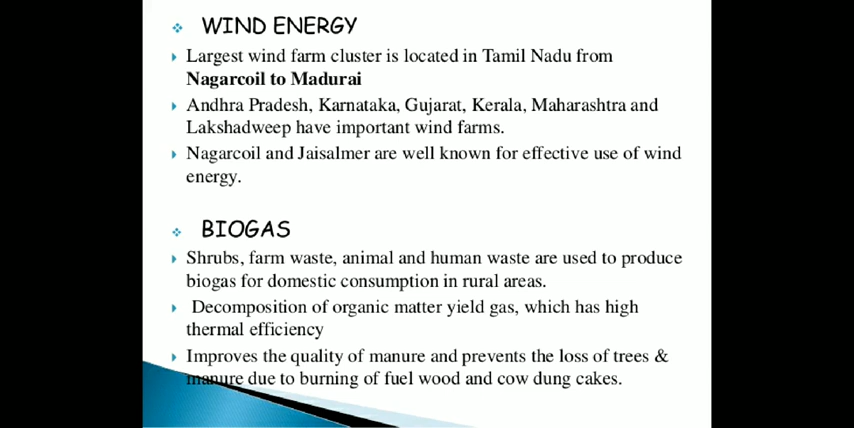 WIND ENERGY
Largest wind farm cluster is located in Tamil Nadu from
Nagarcoil to Madurai
Andhra Pradesh, Karnataka, Gujarat, Kerala, Maharashtra and
Lakshadweep have important wind farms.
Nagarcoil and Jaisalmer are well known for effective use of wind
energy.
BIOGAS
Shrubs, farm waste, animal and human waste are used to produce
biogas for domestic consumption in rural areas.
Decomposition of organic matter yield gas, which has high
thermal efficiency
Improves the quality of manure and prevents the loss of trees &
manure due to burning of fuel wood and cow dung cakes.